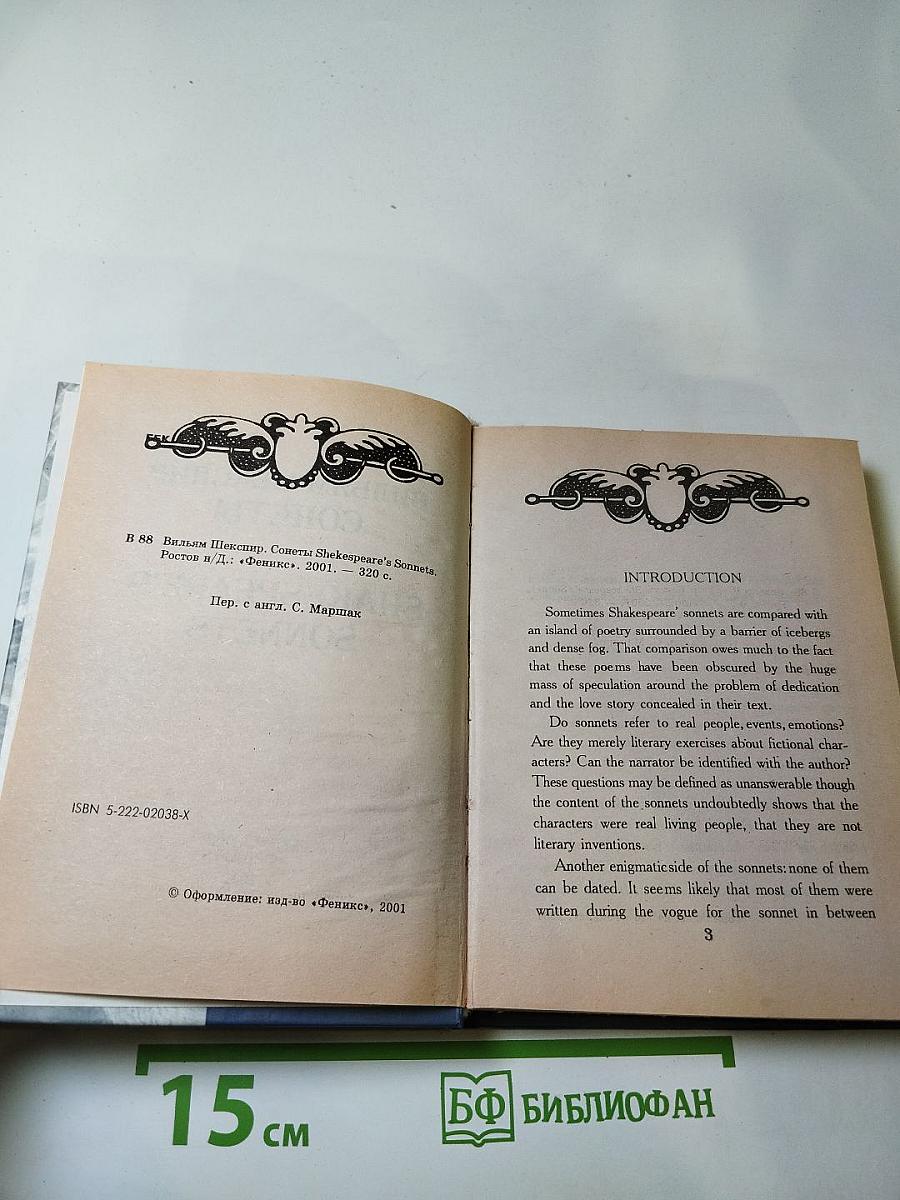 ББК
В 88 Вильям Шекспир. Сонеты Shekespeare's Sonnets.
Ростов н/Д.: «Феникс». 2001. — 320 с.
Пер. с англ. С. Маршак
ISBN 5-222-02038-X
© Оформление: изд-во «Феникс», 2001
INTRODUCTION
Sometimes Shakespeare' sonnets are compared with
an island of poetry surrounded by a barrier of icebergs
and dense fog. That comparison owes much to the fact
that these poems have been obscured by the huge
mass of speculation around the problem of dedication
and the love story concealed in their text.
Do sonnets refer to real people, events, emotions?
Are they merely literary exercises about fictional char-
acters? Can the narrator be identified with the author?
These questions may be defined as unanswerable though
the content of the sonnets undoubtedly shows that the
characters were real living people, that they are not
literary inventions.
Another enigmatic side of the sonnets: none of them
can be dated. It seems likely that most of them were
written during the vogue for the sonnet in between
3
15 см
БФ БИБЛИОФАН